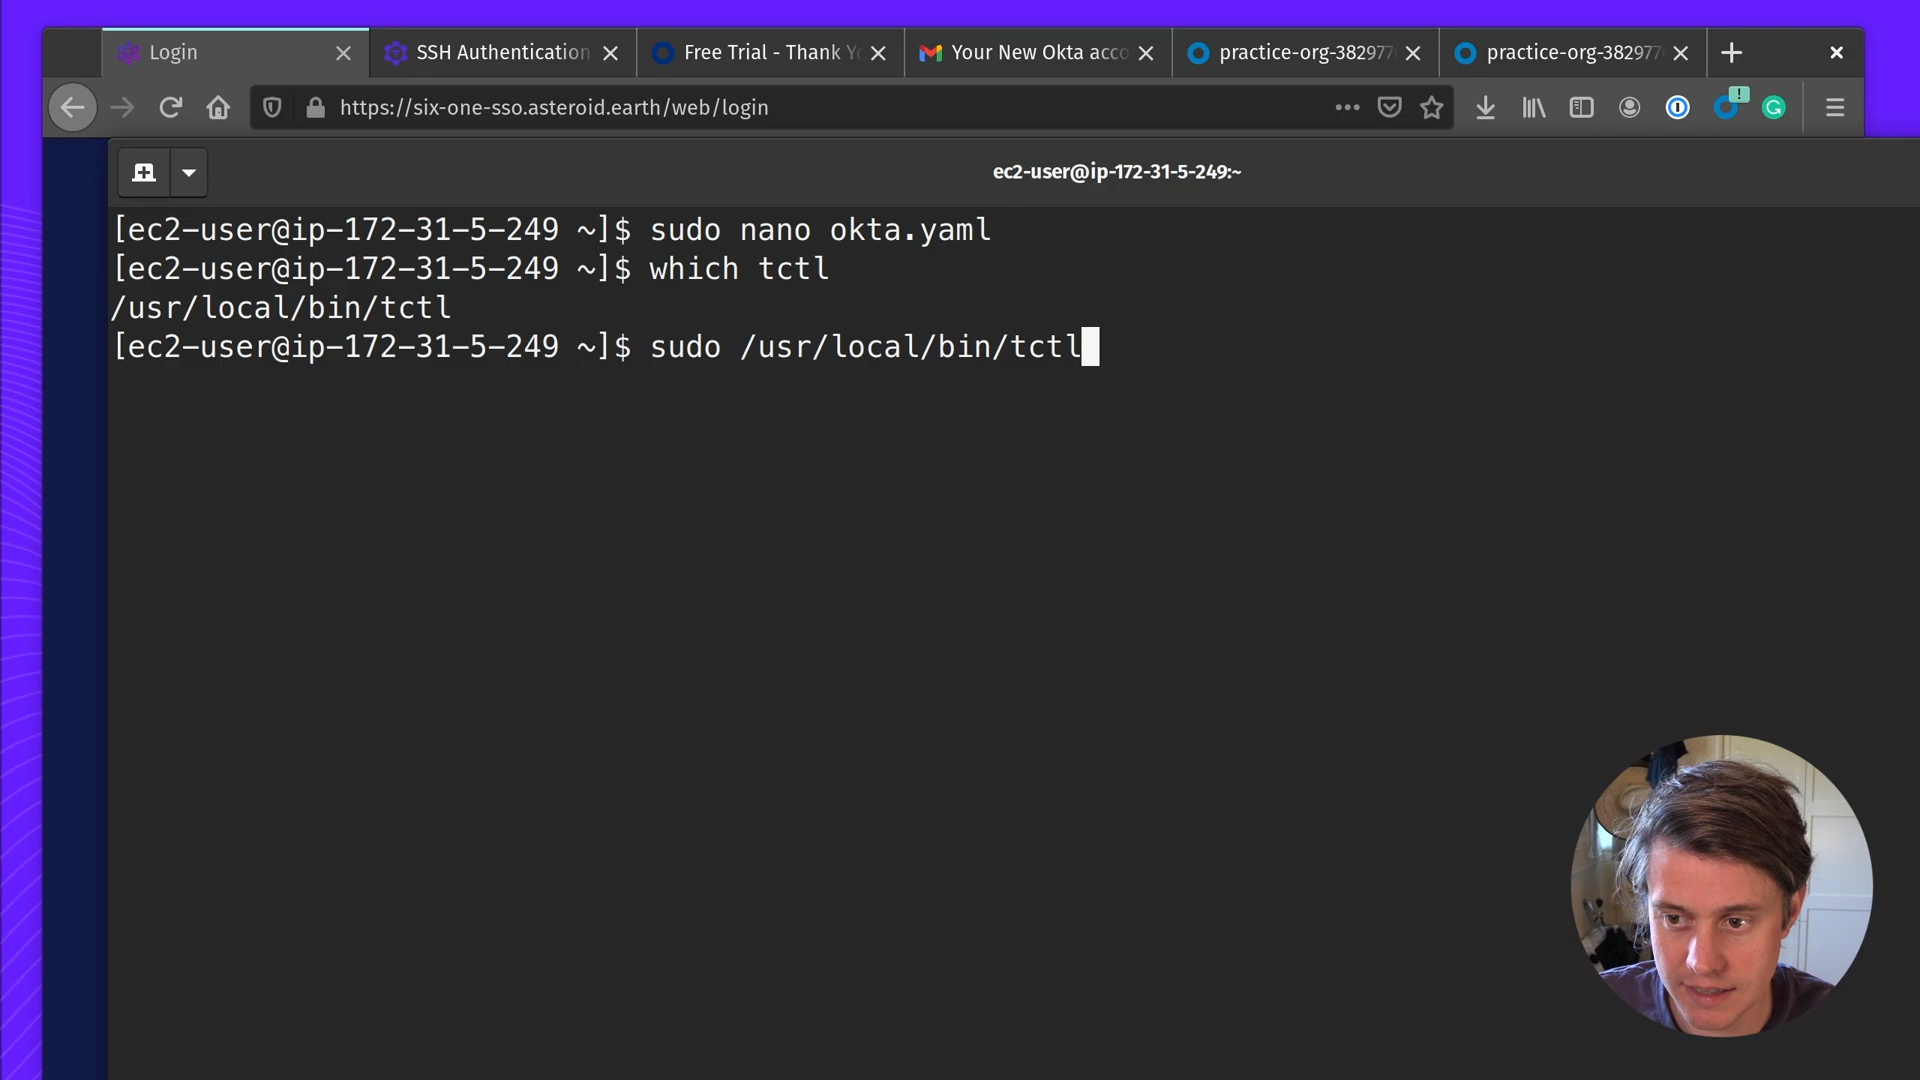 Login
SSH Authentication
Free Trial - Thank Yo
Your New Okta acco
practice-org-382977
practice-org-382977
https://six-one-sso.asteroid.earth/web/login
ec2-user@ip-172-31-5-249:~
[ec2-user@ip-172-31-5-249 ~]$ sudo nano okta.yaml
[ec2-user@ip-172-31-5-249 ~]$ which tctl
/usr/local/bin/tctl
[ec2-user@ip-172-31-5-249 ~]$ sudo /usr/local/bin/tctl